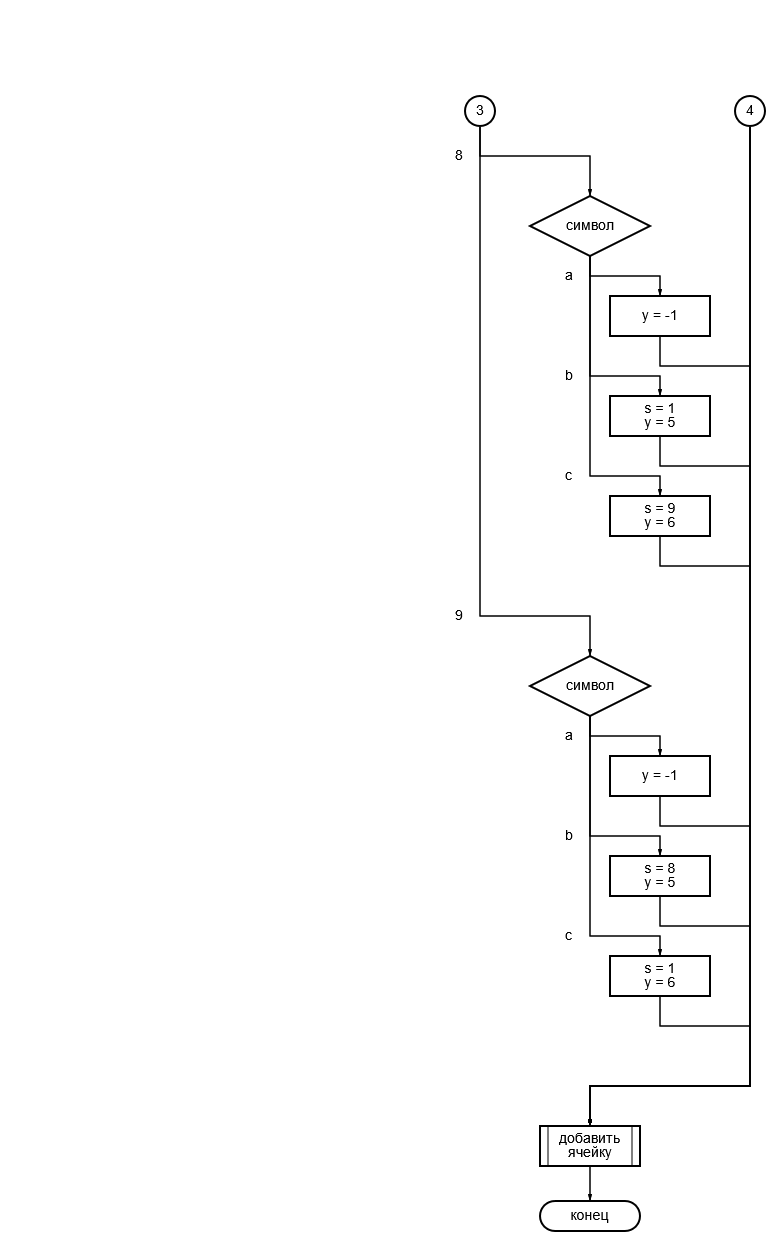 3
4
8
символ
a
y = -1
b
s = 1
y = 5
c
s = 9
y = 6
9
символ
a
y = -1
b
s = 8
y = 5
c
s = 1
y = 6
добавить
ячейку
конец